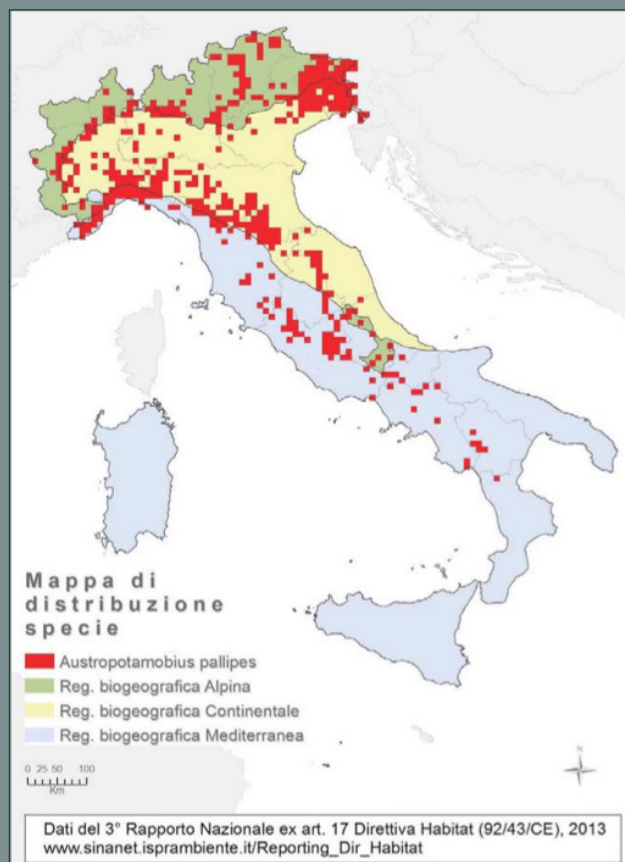 Mappa di
distribuzione
specie
Austropotamobius pallipes
Reg. biogeografica Alpina
Reg. biogeografica Continentale
Reg. biogeografica Mediterranea
0 25 50 100
Km
N
Dati del 3° Rapporto Nazionale ex art. 17 Direttiva Habitat (92/43/CE), 2013
www.sinanet.isprambiente.it/Reporting_Dir_Habitat